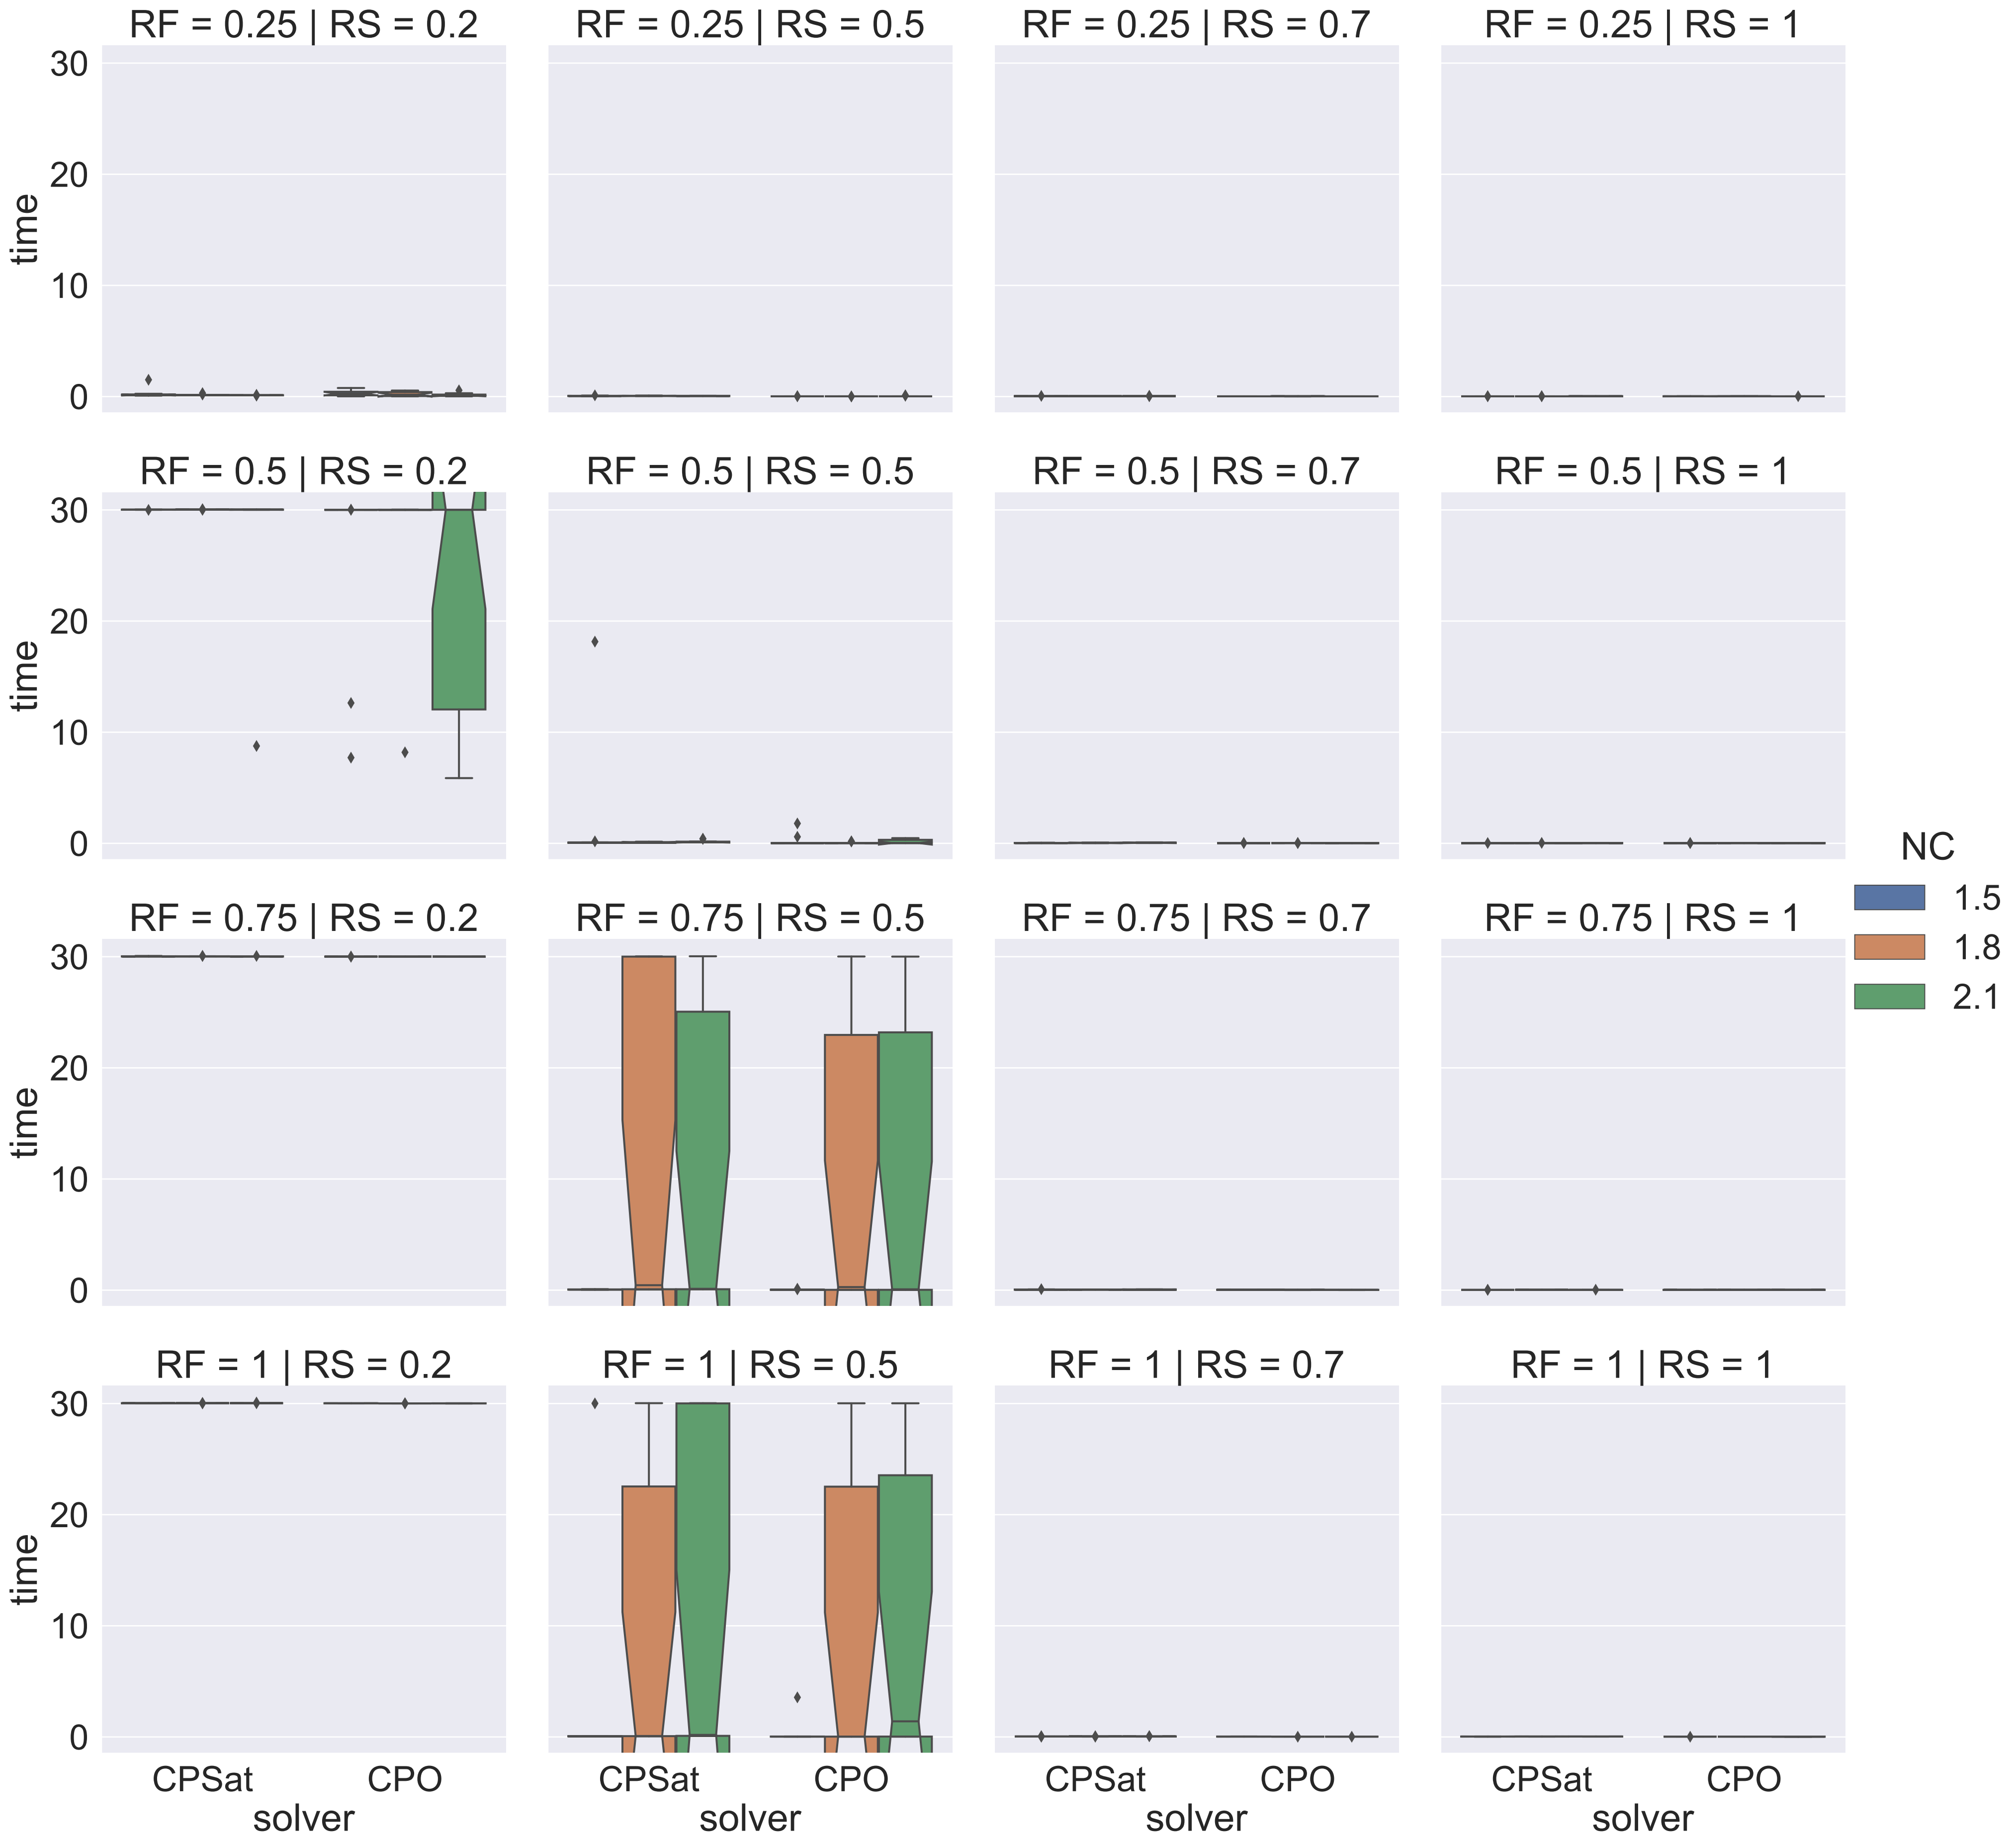 RF = 0.25 | RS = 0.2
RF = 0.25 | RS = 0.5
RF = 0.25 | RS = 0.7
RF = 0.25 | RS = 1
30
20
10
0
time
RF = 0.5 | RS = 0.2
RF = 0.5 | RS = 0.5
RF = 0.5 | RS = 0.7
RF = 0.5 | RS = 1
30
20
10
0
time
RF = 0.75 | RS = 0.2
RF = 0.75 | RS = 0.5
RF = 0.75 | RS = 0.7
RF = 0.75 | RS = 1
30
20
10
0
time
RF = 1 | RS = 0.2
RF = 1 | RS = 0.5
RF = 1 | RS = 0.7
RF = 1 | RS = 1
30
20
10
0
time
CPSat CPO
solver
CPSat CPO
solver
CPSat CPO
solver
CPSat CPO
solver
NC
1.5
1.8
2.1